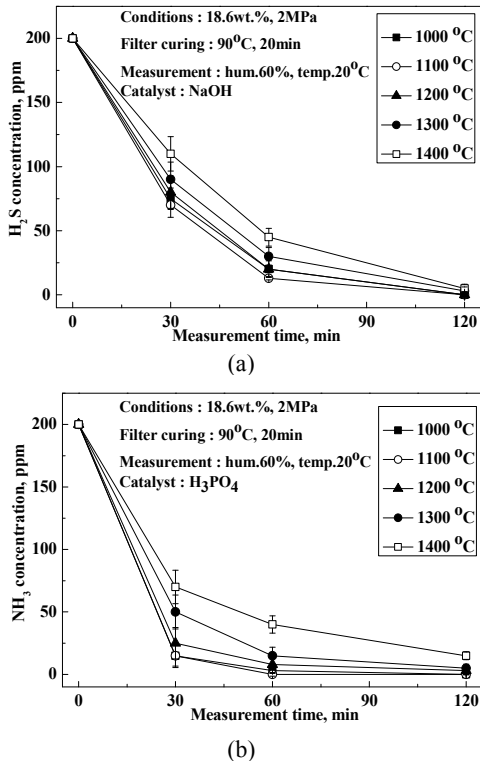 Conditions : 18.6wt.%, 2MPa
Filter curing : 90°C, 20min
Measurement : hum.60%, temp.20°C
Catalyst : NaOH
1000 °C
1100 °C
1200 °C
1300 °C
1400 °C
H₂S concentration, ppm
200
150
100
50
0
0 30 60 90 120
Measurement time, min
(a)
Conditions : 18.6wt.%, 2MPa
Filter curing : 90°C, 20min
Measurement : hum.60%, temp.20°C
Catalyst : H₃PO₄
1000 °C
1100 °C
1200 °C
1300 °C
1400 °C
NH₃ concentration, ppm
200
150
100
50
0
0 30 60 90 120
Measurement time, min
(b)